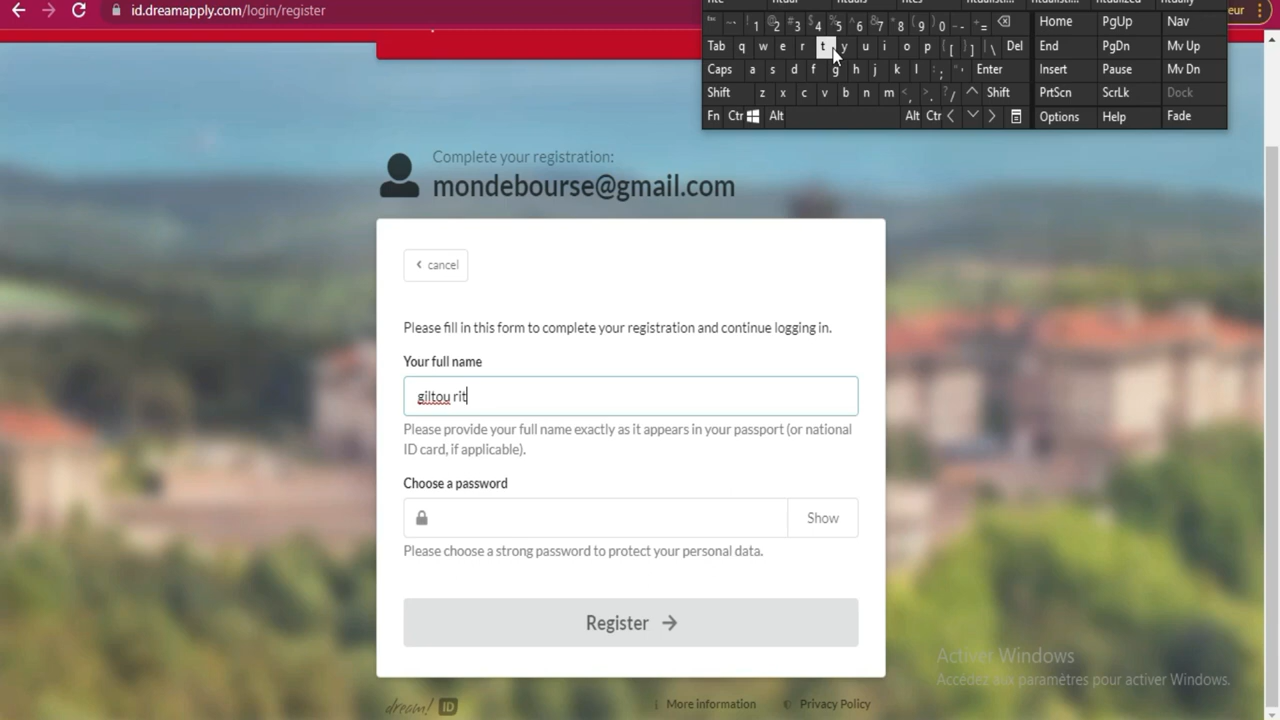 id.dreamapply.com/login/register
eur
Home PgUp Nav
Tab q w e r t y u i o p [ ] \ Del End PgDn Mv Up
Caps a s d f g h j k l ; ' Enter Insert Pause Mv Dn
Shift z x c v b n m , . / Shift PrtScn ScrLk Dock
Fn Ctr Alt Alt Ctr Options Help Fade
Complete your registration:
mondebourse@gmail.com
cancel
Please fill in this form to complete your registration and continue logging in.
Your full name
giltou rit
Please provide your full name exactly as it appears in your passport (or national
ID card, if applicable).
Choose a password
Show
Please choose a strong password to protect your personal data.
Register
Activer Windows
Accédez aux paramètres pour activer Windows.
dream! ID More information Privacy Policy